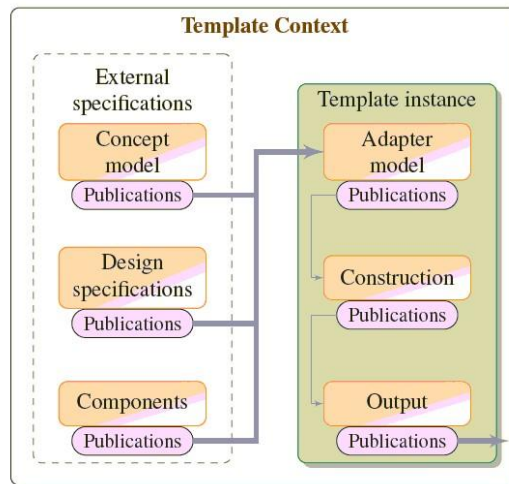 Template Context
External
specifications
Concept
model
Publications
Design
specifications
Publications
Components
Publications
Template instance
Adapter
model
Publications
Construction
Publications
Output
Publications